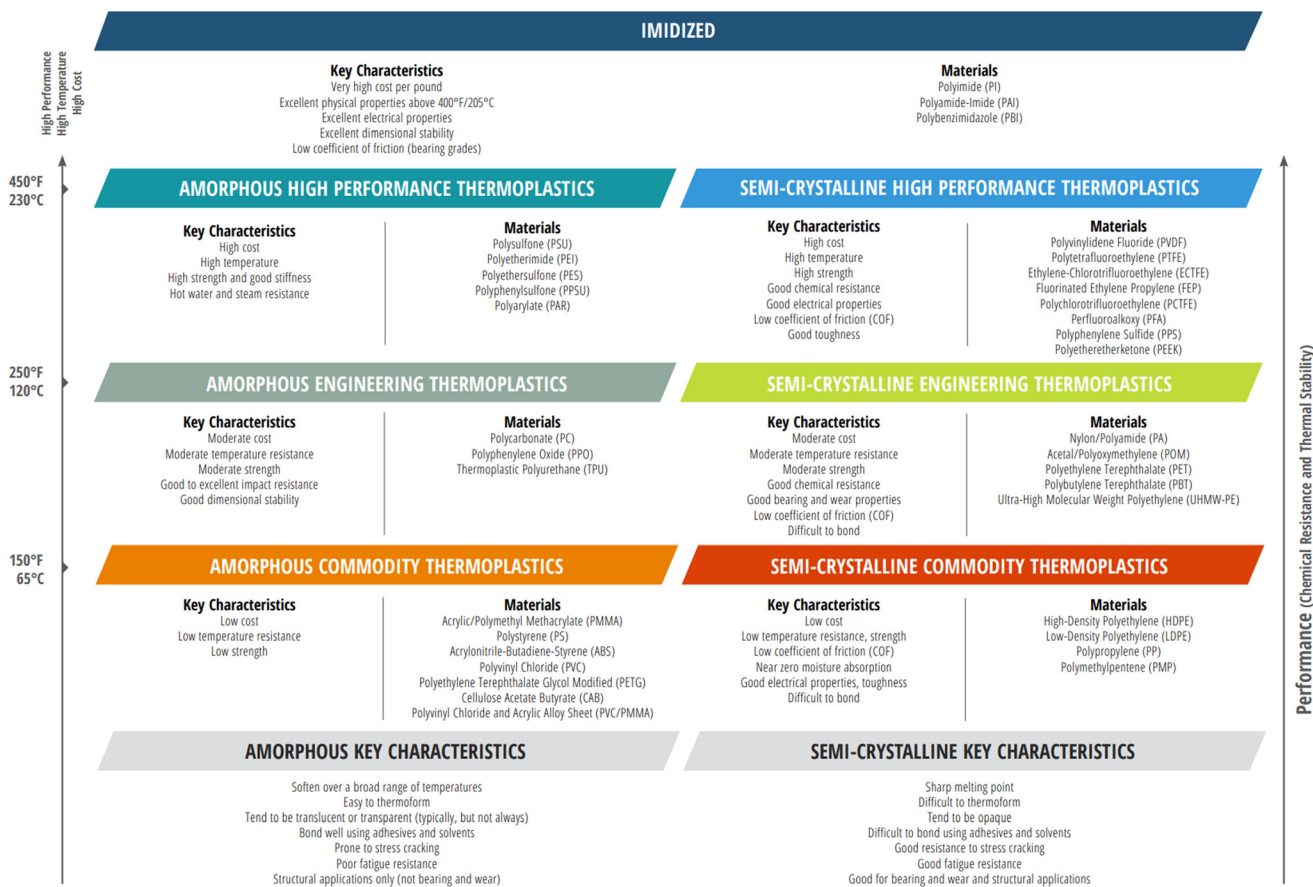 IMIDIZED
High Performance
High Temperature
High Cost
Key Characteristics
Very high cost per pound
Excellent physical properties above 400°F/205°C
Excellent electrical properties
Excellent dimensional stability
Low coefficient of friction (bearing grades)
Materials
Polyimide (PI)
Polyamide-Imide (PAI)
Polybenzimidazole (PBI)
450°F
230°C
AMORPHOUS HIGH PERFORMANCE THERMOPLASTICS
Key Characteristics
High cost
High temperature
High strength and good stiffness
Hot water and steam resistance
Materials
Polysulfone (PSU)
Polyetherimide (PEI)
Polyethersulfone (PES)
Polyphenylsulfone (PPSU)
Polyarylate (PAR)
SEMI-CRYSTALLINE HIGH PERFORMANCE THERMOPLASTICS
Key Characteristics
High cost
High temperature
High strength
Good chemical resistance
Good electrical properties
Low coefficient of friction (COF)
Good toughness
Materials
Polyvinylidene Fluoride (PVDF)
Polytetrafluoroethylene (PTFE)
Ethylene-Chlorotrifluoroethylene (ECTFE)
Fluorinated Ethylene Propylene (FEP)
Polychlorotrifluoroethylene (PCTFE)
Perfluoroalkoxy (PFA)
Polyphenylene Sulfide (PPS)
Polyetheretherketone (PEEK)
250°F
120°C
AMORPHOUS ENGINEERING THERMOPLASTICS
Key Characteristics
Moderate cost
Moderate temperature resistance
Moderate strength
Good to excellent impact resistance
Good dimensional stability
Materials
Polycarbonate (PC)
Polyphenylene Oxide (PPO)
Thermoplastic Polyurethane (TPU)
SEMI-CRYSTALLINE ENGINEERING THERMOPLASTICS
Key Characteristics
Moderate cost
Moderate temperature resistance
Moderate strength
Good chemical resistance
Good bearing and wear properties
Low coefficient of friction (COF)
Difficult to bond
Materials
Nylon/Polyamide (PA)
Acetal/Polyoxymethylene (POM)
Polyethylene Terephthalate (PET)
Polybutylene Terephthalate (PBT)
Ultra-High Molecular Weight Polyethylene (UHMW-PE)
150°F
65°C
AMORPHOUS COMMODITY THERMOPLASTICS
Key Characteristics
Low cost
Low temperature resistance
Low strength
Materials
Acrylic/Polymethyl Methacrylate (PMMA)
Polystyrene (PS)
Acrylonitrile-Butadiene-Styrene (ABS)
Polyvinyl Chloride (PVC)
Polyethylene Terephthalate Glycol Modified (PETG)
Cellulose Acetate Butyrate (CAB)
Polyvinyl Chloride and Acrylic Alloy Sheet (PVC/PMMA)
SEMI-CRYSTALLINE COMMODITY THERMOPLASTICS
Key Characteristics
Low cost
Low temperature resistance, strength
Low coefficient of friction (COF)
Near zero moisture absorption
Good electrical properties, toughness
Difficult to bond
Materials
High-Density Polyethylene (HDPE)
Low-Density Polyethylene (LDPE)
Polypropylene (PP)
Polymethylpentene (PMP)
AMORPHOUS KEY CHARACTERISTICS
Soften over a broad range of temperatures
Easy to thermoform
Tend to be translucent or transparent (typically, but not always)
Bond well using adhesives and solvents
Prone to stress cracking
Poor fatigue resistance
Structural applications only (not bearing and wear)
SEMI-CRYSTALLINE KEY CHARACTERISTICS
Sharp melting point
Difficult to thermoform
Tend to be opaque
Difficult to bond using adhesives and solvents
Good resistance to stress cracking
Good fatigue resistance
Good for bearing and wear and structural applications
Performance (Chemical Resistance and Thermal Stability)